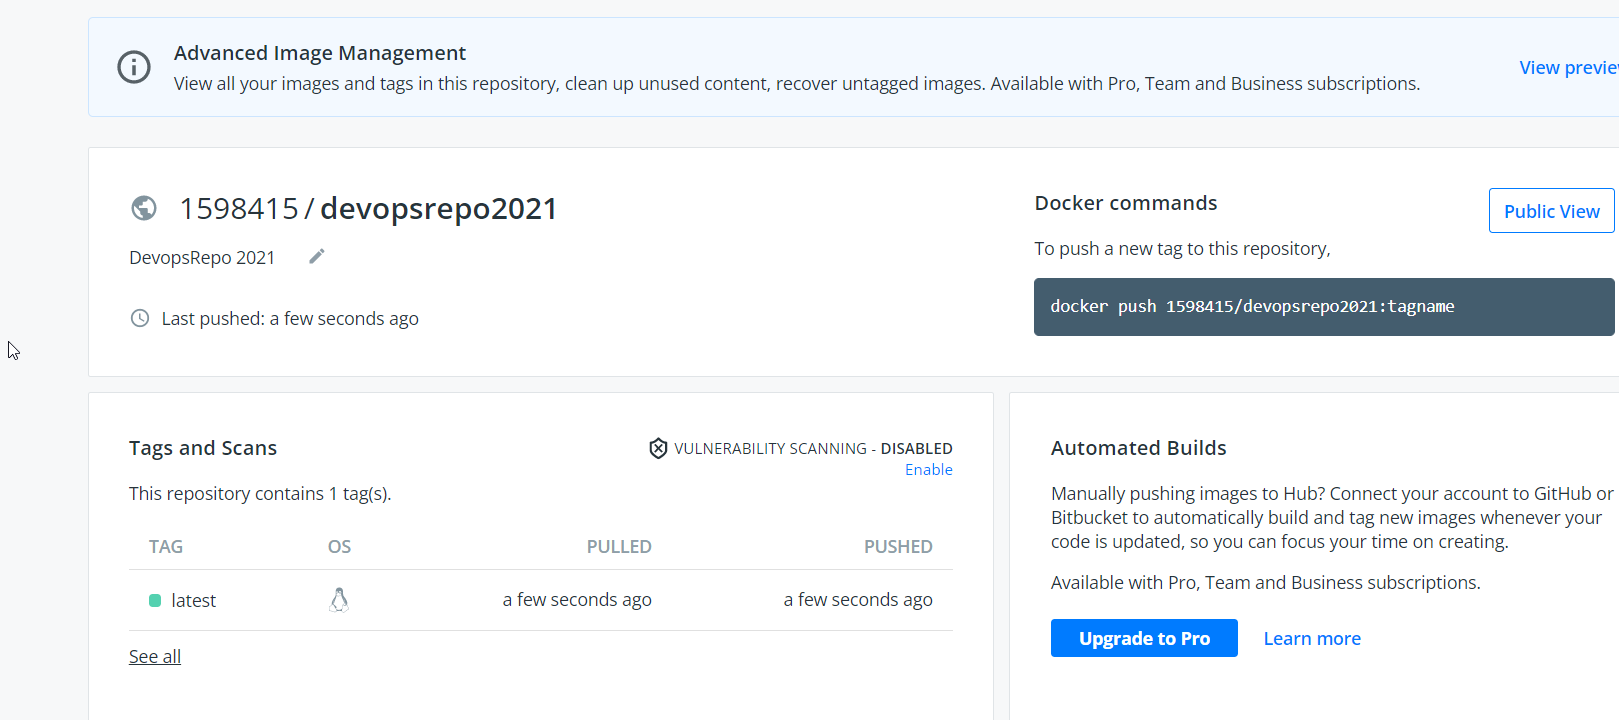 Advanced Image Management
View all your images and tags in this repository, clean up unused content, recover untagged images. Available with Pro, Team and Business subscriptions.
View previe
1598415 / devopsrepo2021
DevopsRepo 2021
Last pushed: a few seconds ago
Docker commands
Public View
To push a new tag to this repository,
docker push 1598415/devopsrepo2021:tagname
Tags and Scans
VULNERABILITY SCANNING - DISABLED
Enable
This repository contains 1 tag(s).
TAG OS PULLED PUSHED
latest a few seconds ago a few seconds ago
See all
Automated Builds
Manually pushing images to Hub? Connect your account to GitHub or
Bitbucket to automatically build and tag new images whenever your
code is updated, so you can focus your time on creating.
Available with Pro, Team and Business subscriptions.
Upgrade to Pro Learn more